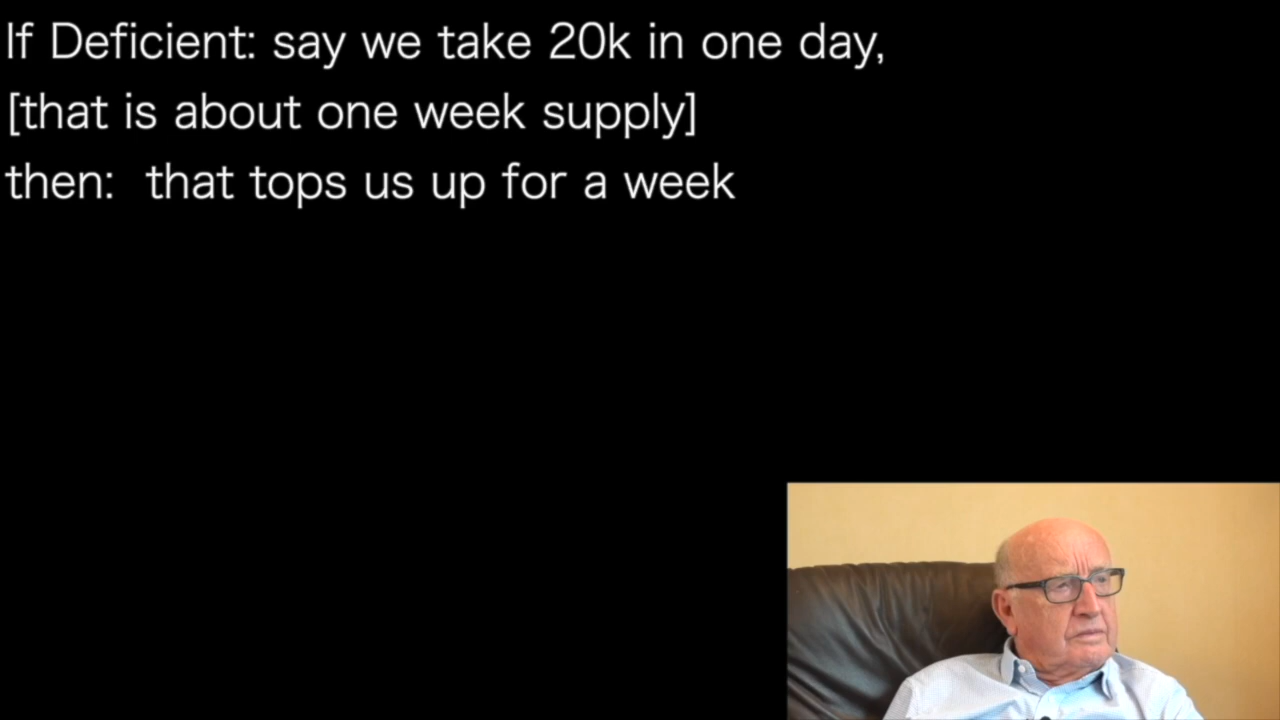 If Deficient: say we take 20k in one day,
[that is about one week supply]
then:  that tops us up for a week